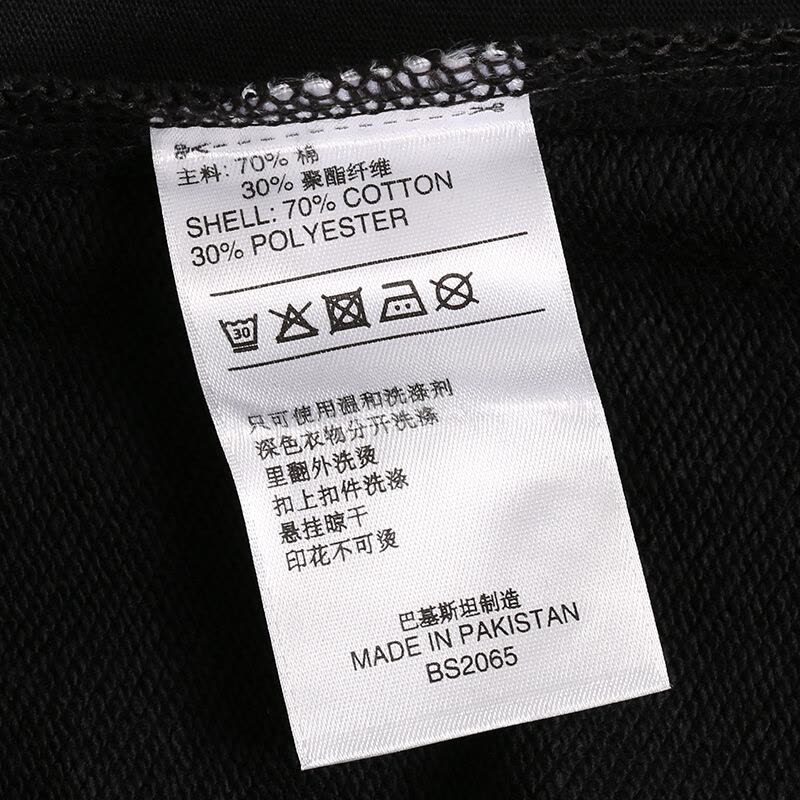 主料: 70% 棉
30% 聚酯纤维
SHELL: 70% COTTON
30% POLYESTER
30
只可使用温和洗涤剂
深色衣物分开洗涤
里翻外洗烫
扣上扣件洗涤
悬挂晾干
印花不可烫
巴基斯坦制造
MADE IN PAKISTAN
BS2065